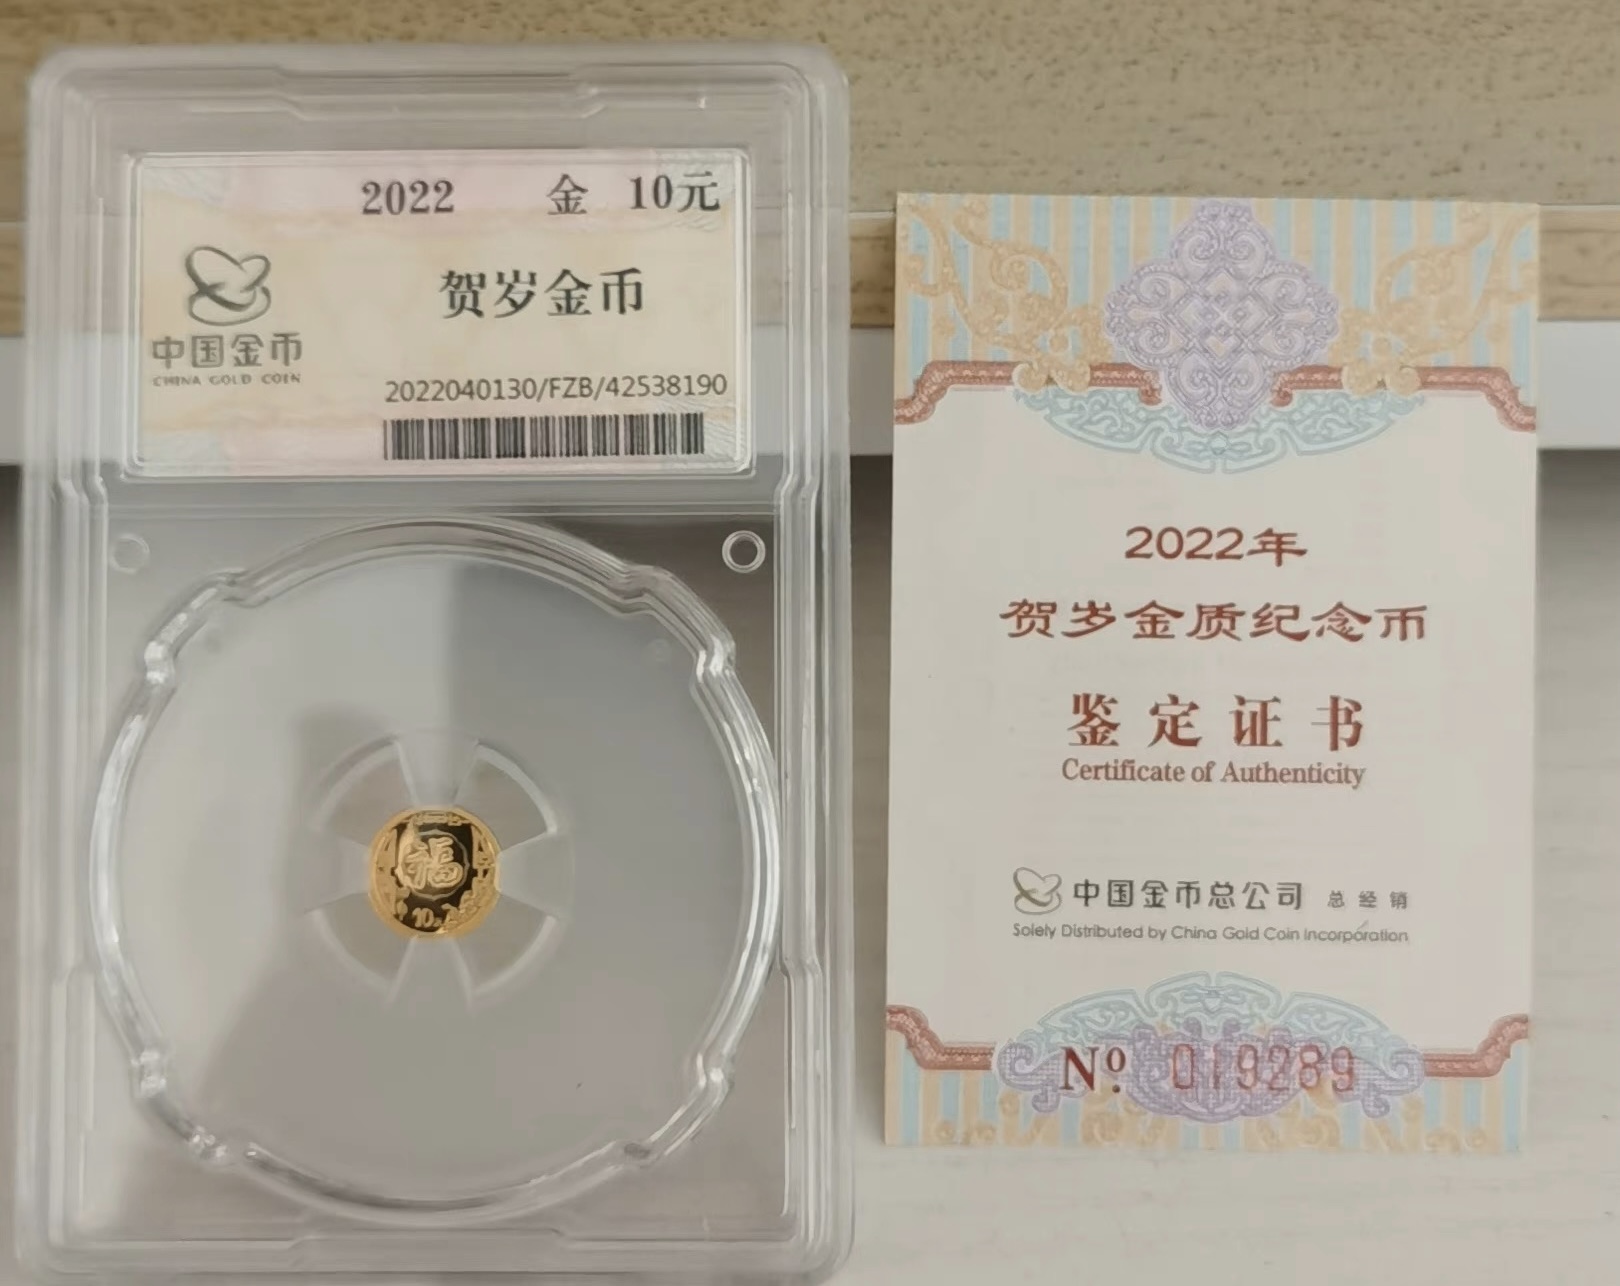 2022 金 10元
贺岁金币
中国金币
CHINA GOLD COIN
2022040130/FZB/42538190
福
10元
2022年
贺岁金质纪念币
鉴定证书
Certificate of Authenticity
中国金币总公司 总经销
Solely Distributed by China Gold Coin Incorporation
Nº 019289